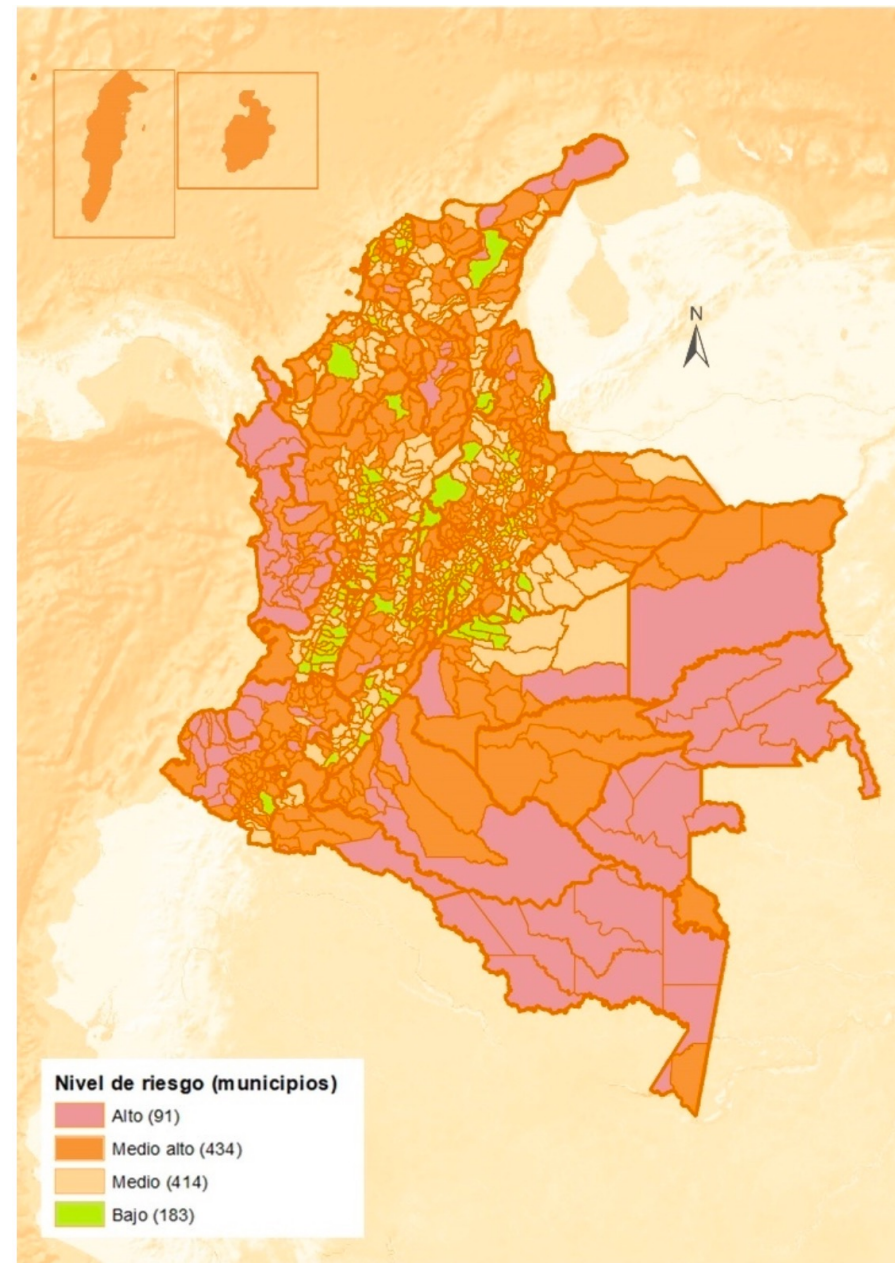 N
Nivel de riesgo (municipios)
Alto (91)
Medio alto (434)
Medio (414)
Bajo (183)